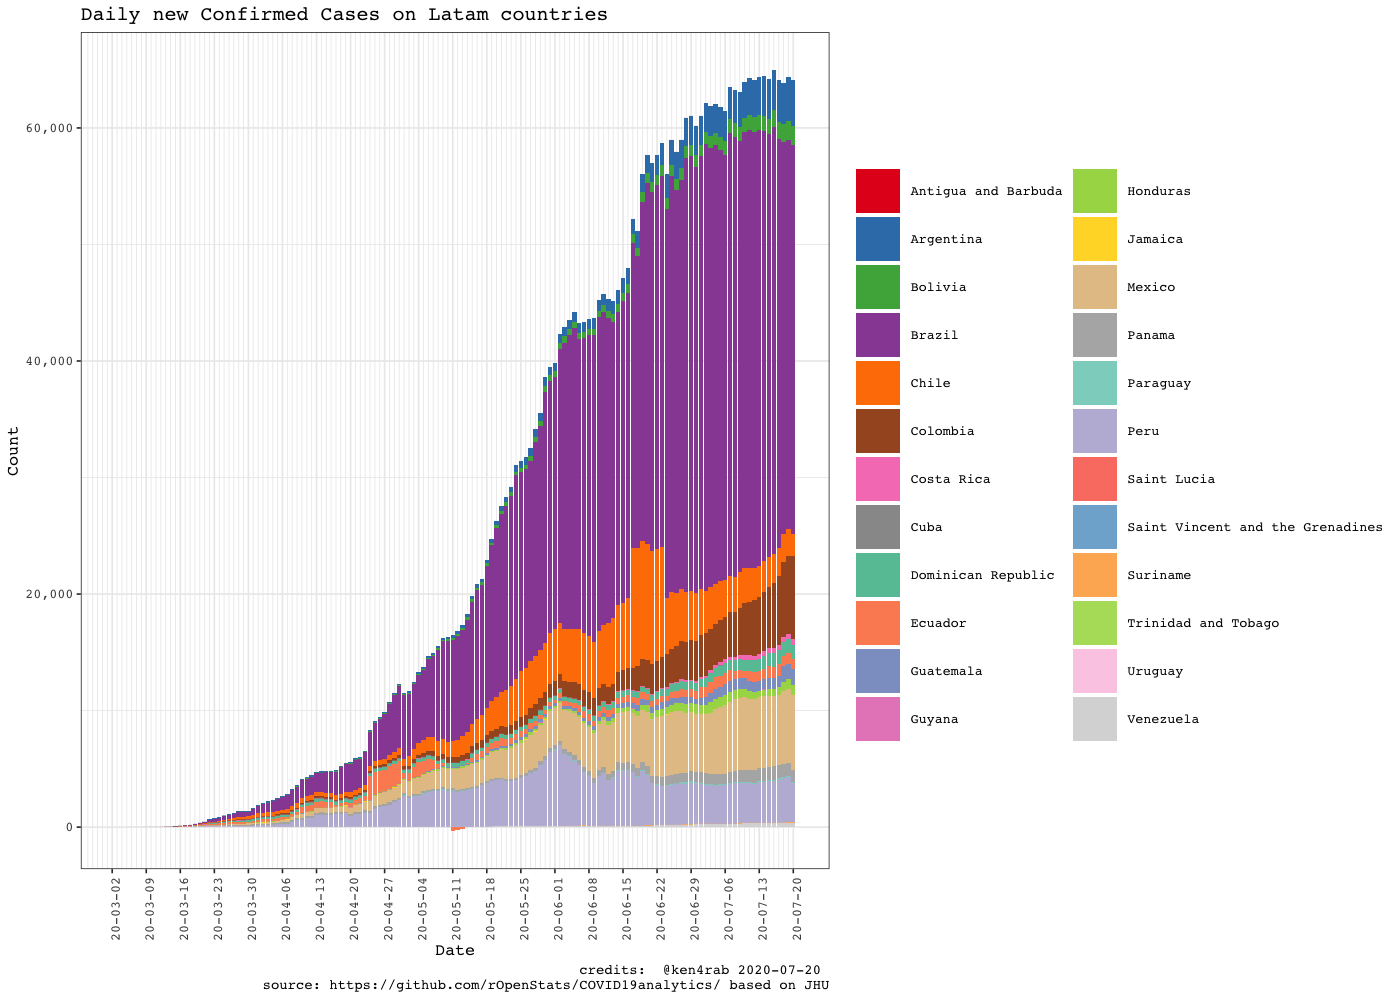 Daily new Confirmed Cases on Latam countries
60,000
40,000
20,000
0
Count
20-03-02
20-03-09
20-03-16
20-03-23
20-03-30
20-04-06
20-04-13
20-04-20
20-04-27
20-05-04
20-05-11
20-05-18
20-05-25
20-06-01
20-06-08
20-06-15
20-06-22
20-06-29
20-07-06
20-07-13
20-07-20
Date
Antigua and Barbuda
Argentina
Bolivia
Brazil
Chile
Colombia
Costa Rica
Cuba
Dominican Republic
Ecuador
Guatemala
Guyana
Honduras
Jamaica
Mexico
Panama
Paraguay
Peru
Saint Lucia
Saint Vincent and the Grenadines
Suriname
Trinidad and Tobago
Uruguay
Venezuela
credits:  @ken4rab 2020-07-20
source: https://github.com/rOpenStats/COVID19analytics/ based on JHU